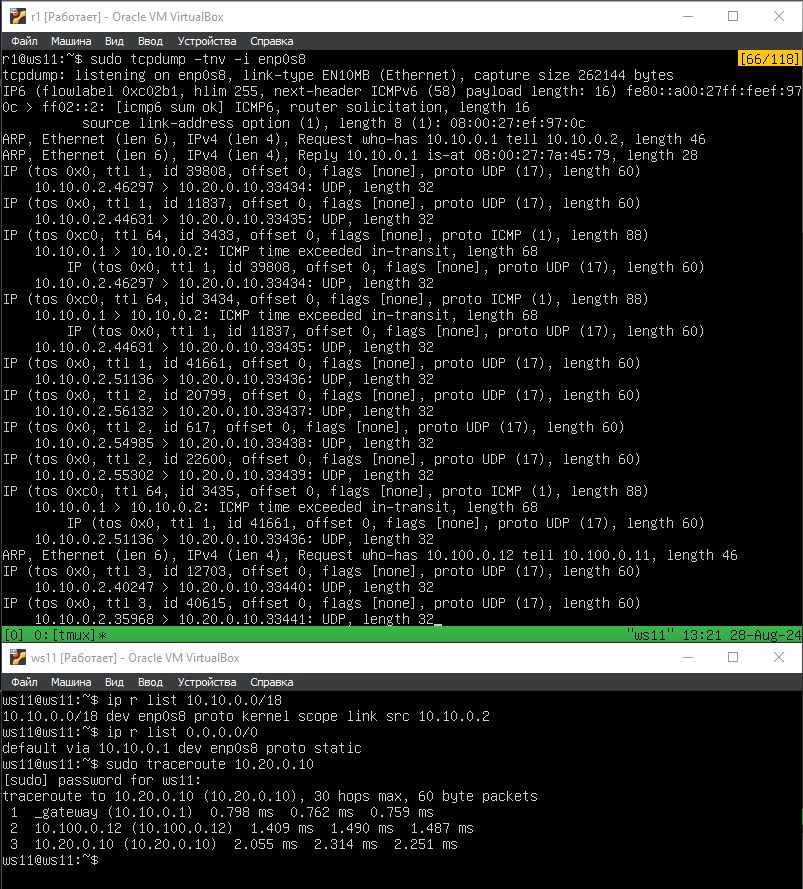 r1 [Работает] - Oracle VM VirtualBox
Файл Машина Вид Ввод Устройства Справка
r1@ws11:~$ sudo tcpdump -tnv -i enp0s8 [66/118]
tcpdump: listening on enp0s8, link-type EN10MB (Ethernet), capture size 262144 bytes
IP6 (flowlabel 0xc02b1, hlim 255, next-header ICMPv6 (58) payload length: 16) fe80::a00:27ff:feef:97
0c > ff02::2: [icmp6 sum ok] ICMP6, router solicitation, length 16
source link-address option (1), length 8 (1): 08:00:27:ef:97:0c
ARP, Ethernet (len 6), IPv4 (len 4), Request who-has 10.10.0.1 tell 10.10.0.2, length 46
ARP, Ethernet (len 6), IPv4 (len 4), Reply 10.10.0.1 is-at 08:00:27:7a:45:79, length 28
IP (tos 0x0, ttl 1, id 39808, offset 0, flags [none], proto UDP (17), length 60)
10.10.0.2.46297 > 10.20.0.10.33434: UDP, length 32
IP (tos 0x0, ttl 1, id 11837, offset 0, flags [none], proto UDP (17), length 60)
10.10.0.2.44631 > 10.20.0.10.33435: UDP, length 32
IP (tos 0xc0, ttl 64, id 3433, offset 0, flags [none], proto ICMP (1), length 88)
10.10.0.1 > 10.10.0.2: ICMP time exceeded in-transit, length 68
IP (tos 0x0, ttl 1, id 39808, offset 0, flags [none], proto UDP (17), length 60)
10.10.0.2.46297 > 10.20.0.10.33434: UDP, length 32
IP (tos 0xc0, ttl 64, id 3434, offset 0, flags [none], proto ICMP (1), length 88)
10.10.0.1 > 10.10.0.2: ICMP time exceeded in-transit, length 68
IP (tos 0x0, ttl 1, id 11837, offset 0, flags [none], proto UDP (17), length 60)
10.10.0.2.44631 > 10.20.0.10.33435: UDP, length 32
IP (tos 0x0, ttl 1, id 41661, offset 0, flags [none], proto UDP (17), length 60)
10.10.0.2.51136 > 10.20.0.10.33436: UDP, length 32
IP (tos 0x0, ttl 2, id 20799, offset 0, flags [none], proto UDP (17), length 60)
10.10.0.2.56132 > 10.20.0.10.33437: UDP, length 32
IP (tos 0x0, ttl 2, id 617, offset 0, flags [none], proto UDP (17), length 60)
10.10.0.2.54985 > 10.20.0.10.33438: UDP, length 32
IP (tos 0x0, ttl 2, id 22600, offset 0, flags [none], proto UDP (17), length 60)
10.10.0.2.55302 > 10.20.0.10.33439: UDP, length 32
IP (tos 0xc0, ttl 64, id 3435, offset 0, flags [none], proto ICMP (1), length 88)
10.10.0.1 > 10.10.0.2: ICMP time exceeded in-transit, length 68
IP (tos 0x0, ttl 1, id 41661, offset 0, flags [none], proto UDP (17), length 60)
10.10.0.2.51136 > 10.20.0.10.33436: UDP, length 32
ARP, Ethernet (len 6), IPv4 (len 4), Request who-has 10.100.0.12 tell 10.100.0.11, length 46
IP (tos 0x0, ttl 3, id 12703, offset 0, flags [none], proto UDP (17), length 60)
10.10.0.2.40247 > 10.20.0.10.33440: UDP, length 32
IP (tos 0x0, ttl 3, id 40615, offset 0, flags [none], proto UDP (17), length 60)
10.10.0.2.35968 > 10.20.0.10.33441: UDP, length 32
[0] 0:[tmux]* "ws11" 13:21 28-Aug-24
ws11 [Работает] - Oracle VM VirtualBox
Файл Машина Вид Ввод Устройства Справка
ws11@ws11:~$ ip r list 10.10.0.0/18
10.10.0.0/18 dev enp0s8 proto kernel scope link src 10.10.0.2
ws11@ws11:~$ ip r list 0.0.0.0/0
default via 10.10.0.1 dev enp0s8 proto static
ws11@ws11:~$ sudo traceroute 10.20.0.10
[sudo] password for ws11:
traceroute to 10.20.0.10 (10.20.0.10), 30 hops max, 60 byte packets
1 _gateway (10.10.0.1) 0.798 ms 0.762 ms 0.759 ms
2 10.100.0.12 (10.100.0.12) 1.409 ms 1.490 ms 1.487 ms
3 10.20.0.10 (10.20.0.10) 2.055 ms 2.314 ms 2.251 ms
ws11@ws11:~$